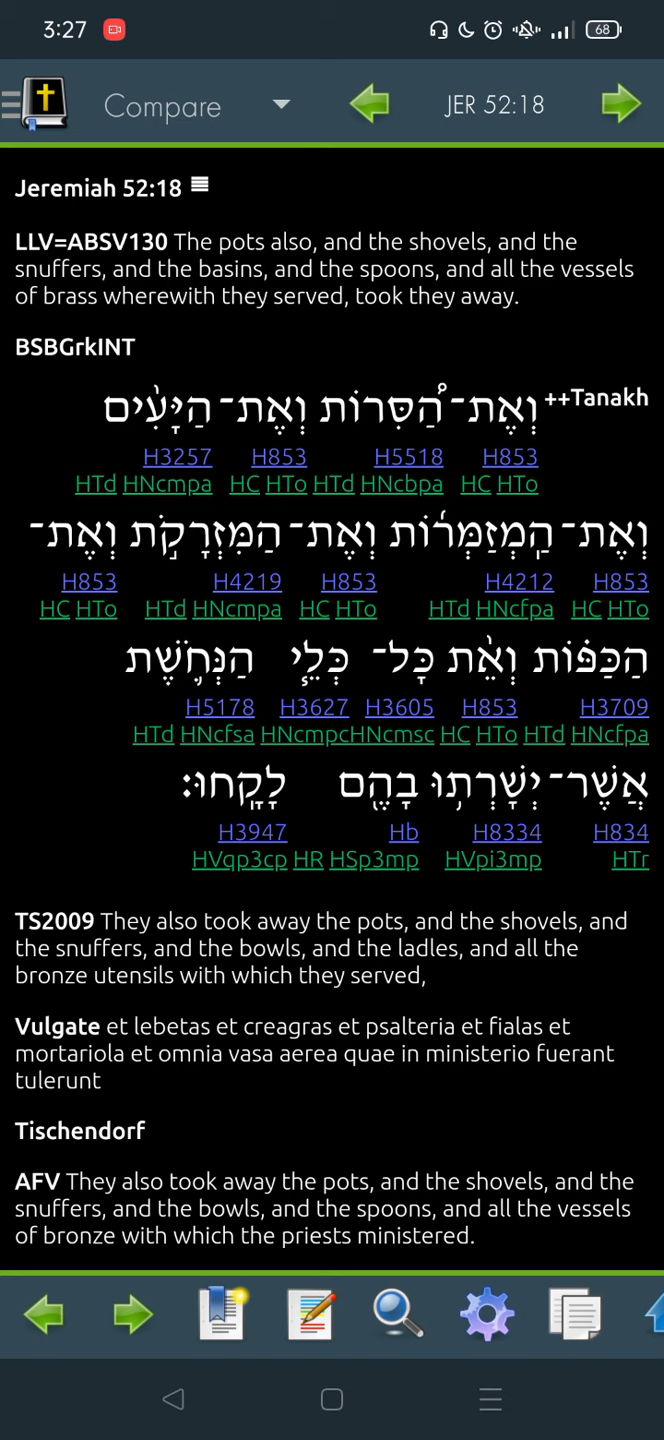 3:27
68
Compare
JER 52:18
Jeremiah 52:18
LLV=ABSV130 The pots also, and the shovels, and the
snuffers, and the basins, and the spoons, and all the vessels
of brass wherewith they served, took they away.
BSBGrkINT
++Tanakh וְאֶת־ הַ֠סִּרוֹת וְאֶת־ הַיָּעִ֨ים
H853 H5518 H853 H3257
HC HTo HTd HNcbpa HC HTo HTd HNcmpa
וְאֶת־ הַֽמְזַמְּר֜וֹת וְאֶת־ הַמִּזְרָקֹ֣ת וְאֶת־
H853 H4212 H853 H4219 H853
HC HTo HTd HNcfpa HC HTo HTd HNcmpa HC HTo
הַכַּפּ֗וֹת וְאֵ֨ת כָּל־ כְּלֵ֧י הַנְּחֹ֛שֶׁת
H3709 H853 H3605 H3627 H5178
HTd HNcfpa HC HTo HNcmsc HNcmpc HTd HNcfsa
אֲשֶׁר־ יְשָׁרְת֥וּ בָהֶ֖ם לָקָֽחוּ׃
H834 H8334 Hb H3947
HTr HVpi3mp HR HSp3mp HVqp3cp
TS2009 They also took away the pots, and the shovels, and
the snuffers, and the bowls, and the ladles, and all the
bronze utensils with which they served,
Vulgate et lebetas et creagras et psalteria et fialas et
mortariola et omnia vasa aerea quae in ministerio fuerant
tulerunt
Tischendorf
AFV They also took away the pots, and the shovels, and the
snuffers, and the bowls, and the spoons, and all the vessels
of bronze with which the priests ministered.